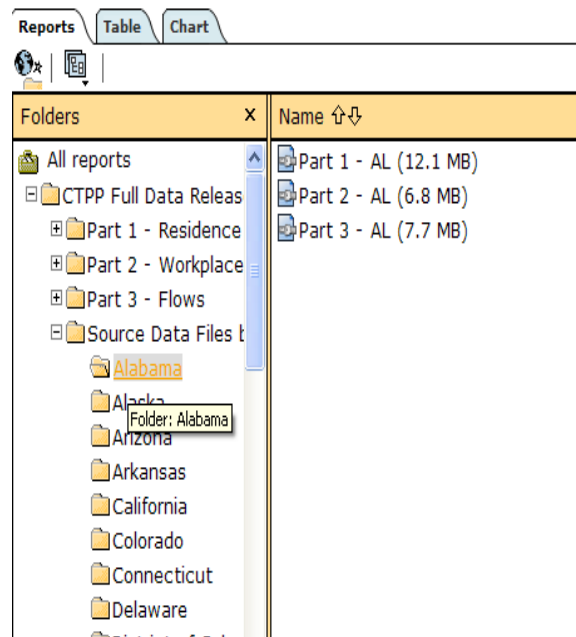 Reports Table Chart
Folders x
Name
All reports
CTPP Full Data Releas
Part 1 - Residence
Part 2 - Workplace
Part 3 - Flows
Source Data Files
Alabama
Alaska
Folder: Alabama
Arizona
Arkansas
California
Colorado
Connecticut
Delaware
Part 1 - AL (12.1 MB)
Part 2 - AL (6.8 MB)
Part 3 - AL (7.7 MB)